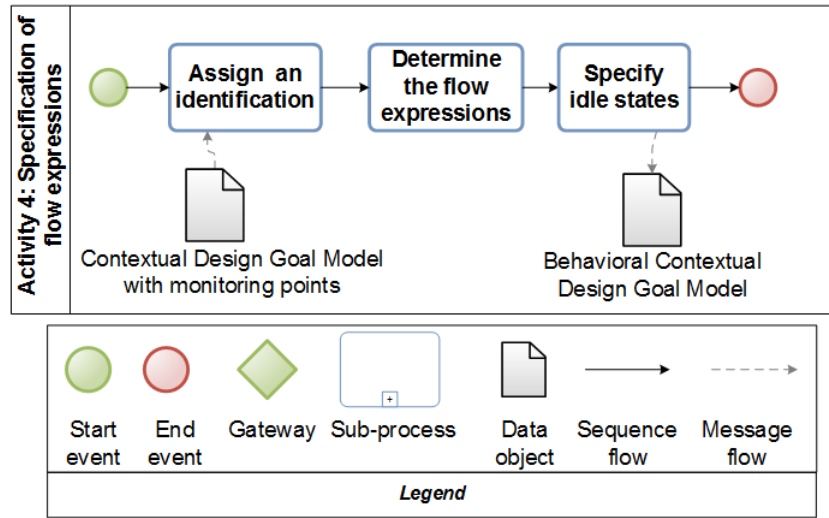 Activity 4: Specification of
flow expressions
Assign an
identification
Determine
the flow
expressions
Specify
idle states
Contextual Design Goal Model
with monitoring points
Behavioral Contextual
Design Goal Model
+
Start
event
End
event
Gateway
Sub-process
Data
object
Sequence
flow
Message
flow
Legend